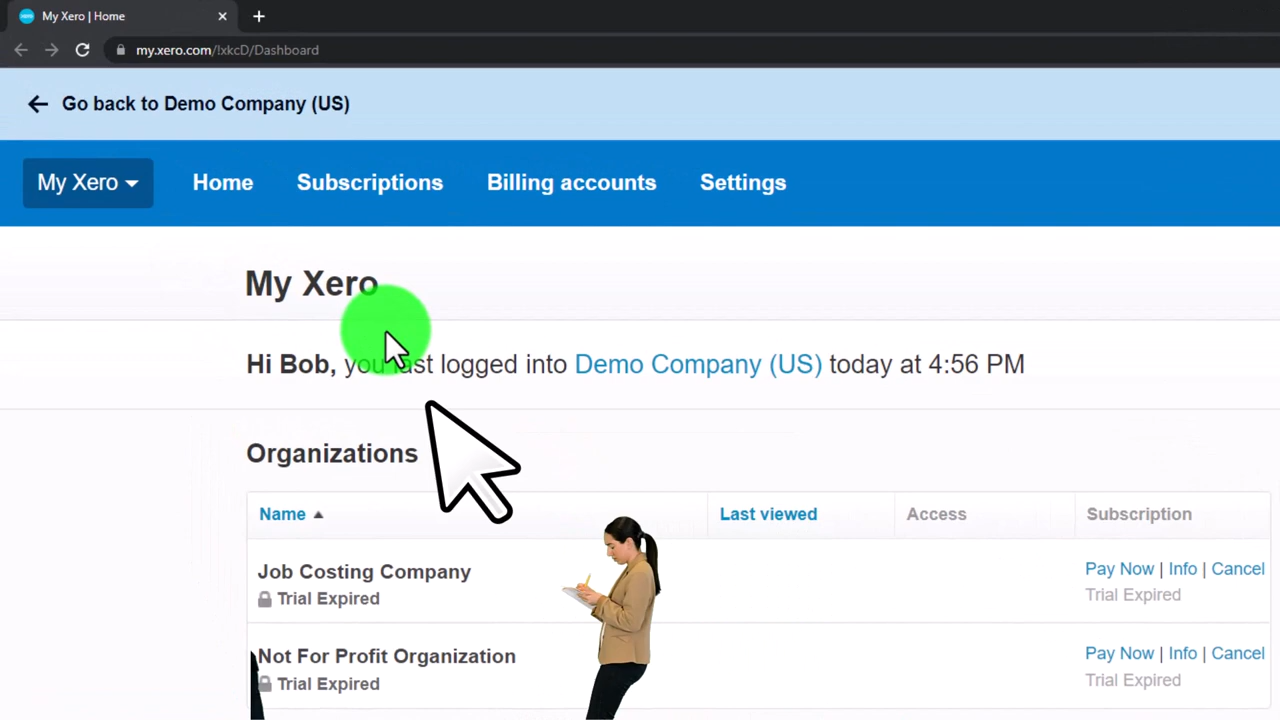 My Xero | Home
my.xero.com/!xkcD/Dashboard
Go back to Demo Company (US)
My Xero Home Subscriptions Billing accounts Settings
My Xero
Hi Bob, you last logged into Demo Company (US) today at 4:56 PM
Organizations
Name Last viewed Access Subscription
Job Costing Company Pay Now | Info | Cancel
Trial Expired Trial Expired
Not For Profit Organization Pay Now | Info | Cancel
Trial Expired Trial Expired